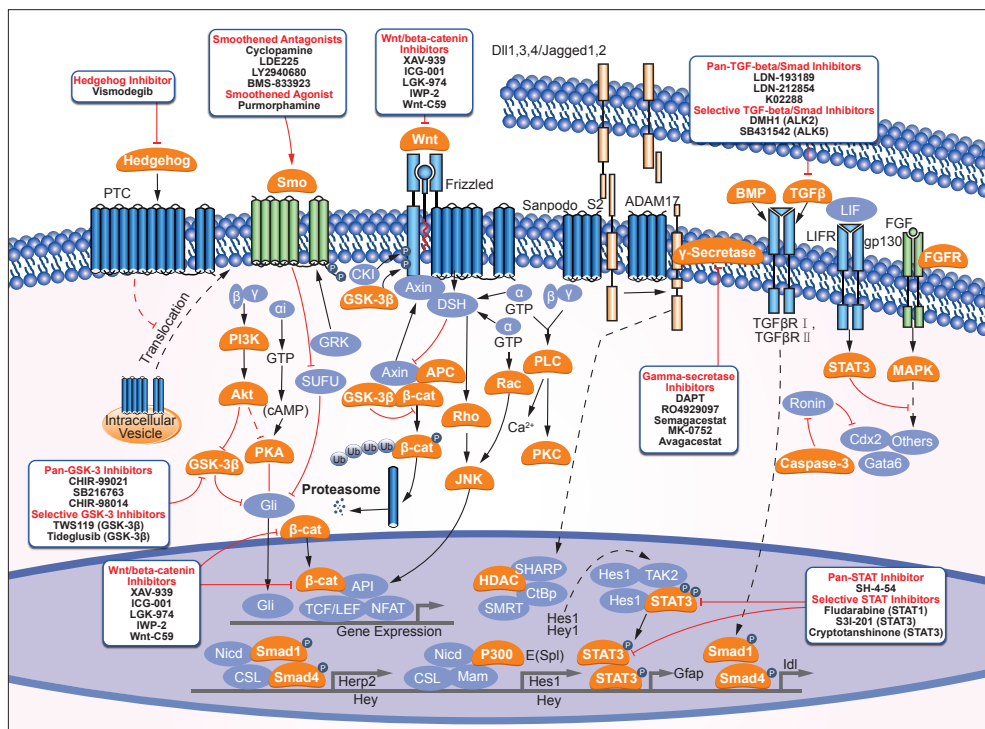 Hedgehog Inhibitor
Vismodegib
Smoothened Antagonists
Cyclopamine
LDE225
LY2940680
BMS-833923
Smoothened Agonist
Purmorphamine
Wnt/beta-catenin
Inhibitors
XAV-939
ICG-001
LGK-974
IWP-2
Wnt-C59
Dll1,3,4/Jagged1,2
Pan-TGF-beta/Smad Inhibitors
LDN-193189
LDN-212854
K02288
Selective TGF-beta/Smad Inhibitors
DMH1 (ALK2)
SB431542 (ALK5)
Hedgehog
PTC
Smo
Wnt
Frizzled
Sanpodo
S2
ADAM17
BMP
TGFβ
LIF
LIFR
gp130
FGF
FGFR
γ-Secretase
P
P
P
P
CKI
GSK-3β
Axin
DSH
α
GTP
β
γ
α
GTP
β
γ
αi
GTP
(cAMP)
GRK
Translocation
Intracellular
Vesicle
PI3K
Akt
SUFU
PKA
GSK-3β
Gli
Axin
APC
GSK-3β
β-cat
Ub
Ub
Ub
Ub
β-cat
P
Proteasome
Rac
Rho
JNK
PLC
Ca²⁺
PKC
TGFβR I ,
TGFβR II
Gamma-secretase
Inhibitors
DAPT
RO4929097
Semagacestat
MK-0752
Avagacestat
STAT3
MAPK
Ronin
Caspase-3
Cdx2
Others
Gata6
Pan-GSK-3 Inhibitors
CHIR-99021
SB216763
CHIR-98014
Selective GSK-3 Inhibitors
TWS119 (GSK-3β)
Tideglusib (GSK-3β)
Wnt/beta-catenin
Inhibitors
XAV-939
ICG-001
LGK-974
IWP-2
Wnt-C59
β-cat
β-cat
API
Gli
TCF/LEF
NFAT
Gene Expression
HDAC
SHARP
CtBp
SMRT
Hes1
Hey1
Hes1
TAK2
Hes1
STAT3
P
Pan-STAT Inhibitor
SH-4-54
Selective STAT Inhibitors
Fludarabine (STAT1)
S3I-201 (STAT3)
Cryptotanshinone (STAT3)
Nicd
Smad1
P
CSL
Smad4
P
Herp2
Hey
Nicd
P300
E(Spl)
CSL
Mam
Hes1
Hey
STAT3
P
STAT3
P
Gfap
Smad1
P
Smad4
P
Idl